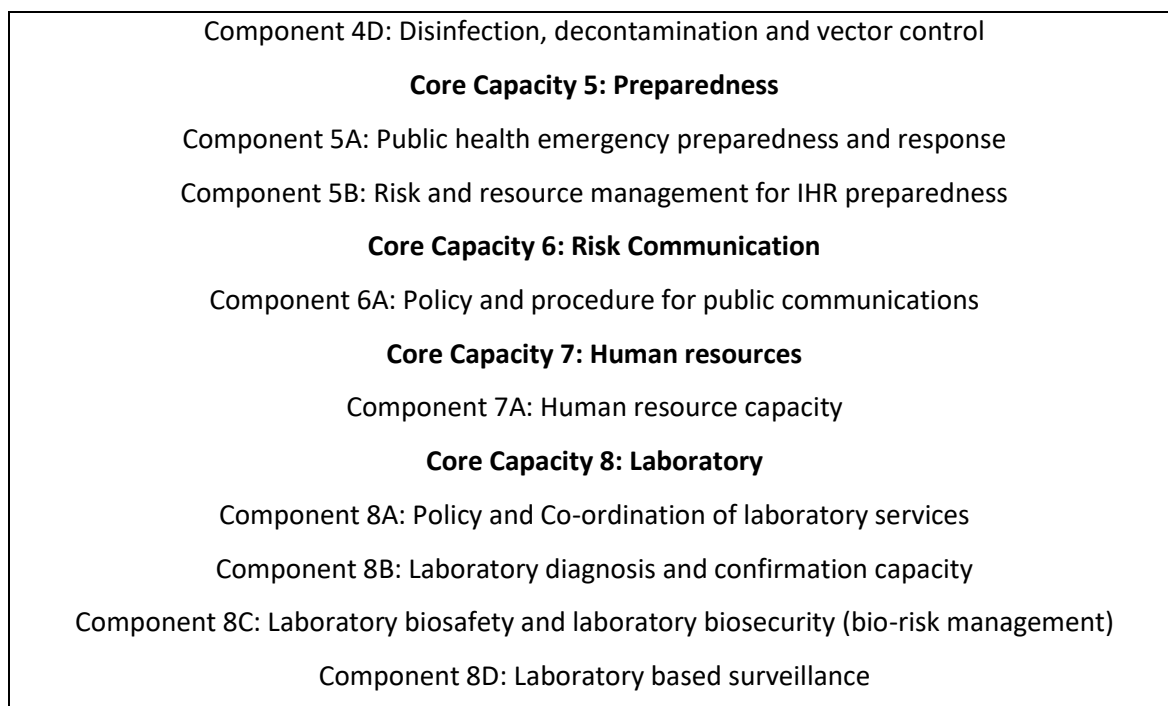 Component 4D: Disinfection, decontamination and vector control
Core Capacity 5: Preparedness
Component 5A: Public health emergency preparedness and response
Component 5B: Risk and resource management for IHR preparedness
Core Capacity 6: Risk Communication
Component 6A: Policy and procedure for public communications
Core Capacity 7: Human resources
Component 7A: Human resource capacity
Core Capacity 8: Laboratory
Component 8A: Policy and Co-ordination of laboratory services
Component 8B: Laboratory diagnosis and confirmation capacity
Component 8C: Laboratory biosafety and laboratory biosecurity (bio-risk management)
Component 8D: Laboratory based surveillance